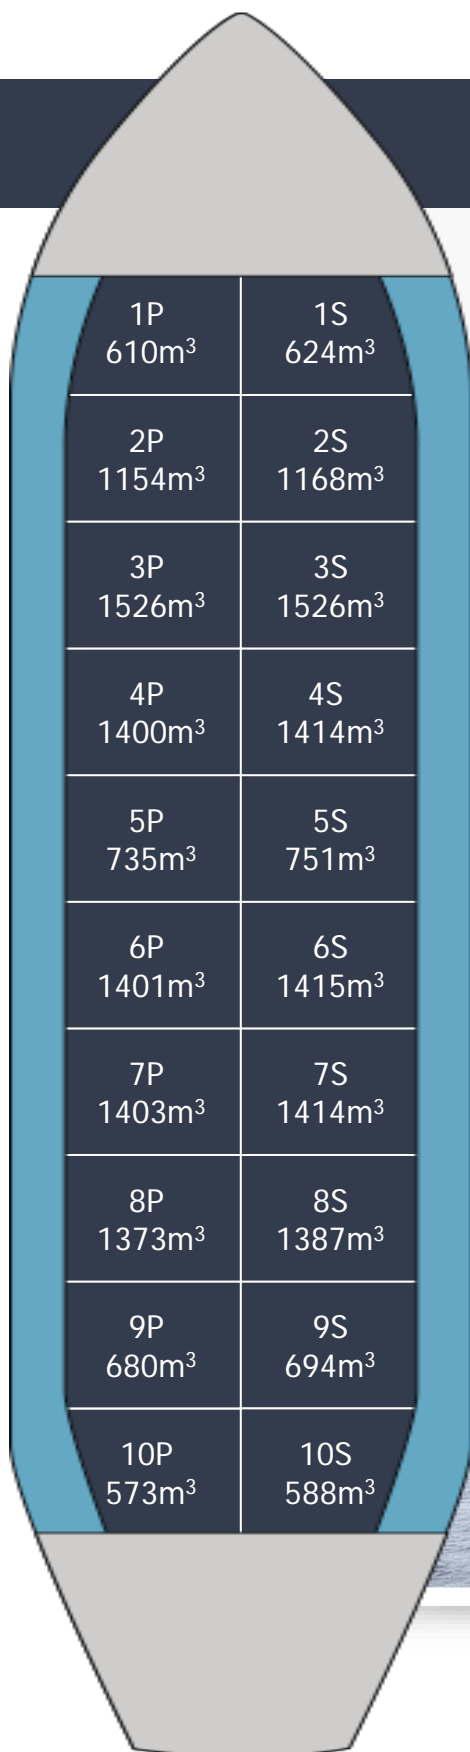 1P 1S
610m³ 624m³
2P 2S
1154m³ 1168m³
3P 3S
1526m³ 1526m³
4P 4S
1400m³ 1414m³
5P 5S
735m³ 751m³
6P 6S
1401m³ 1415m³
7P 7S
1403m³ 1414m³
8P 8S
1373m³ 1387m³
9P 9S
680m³ 694m³
10P 10S
573m³ 588m³